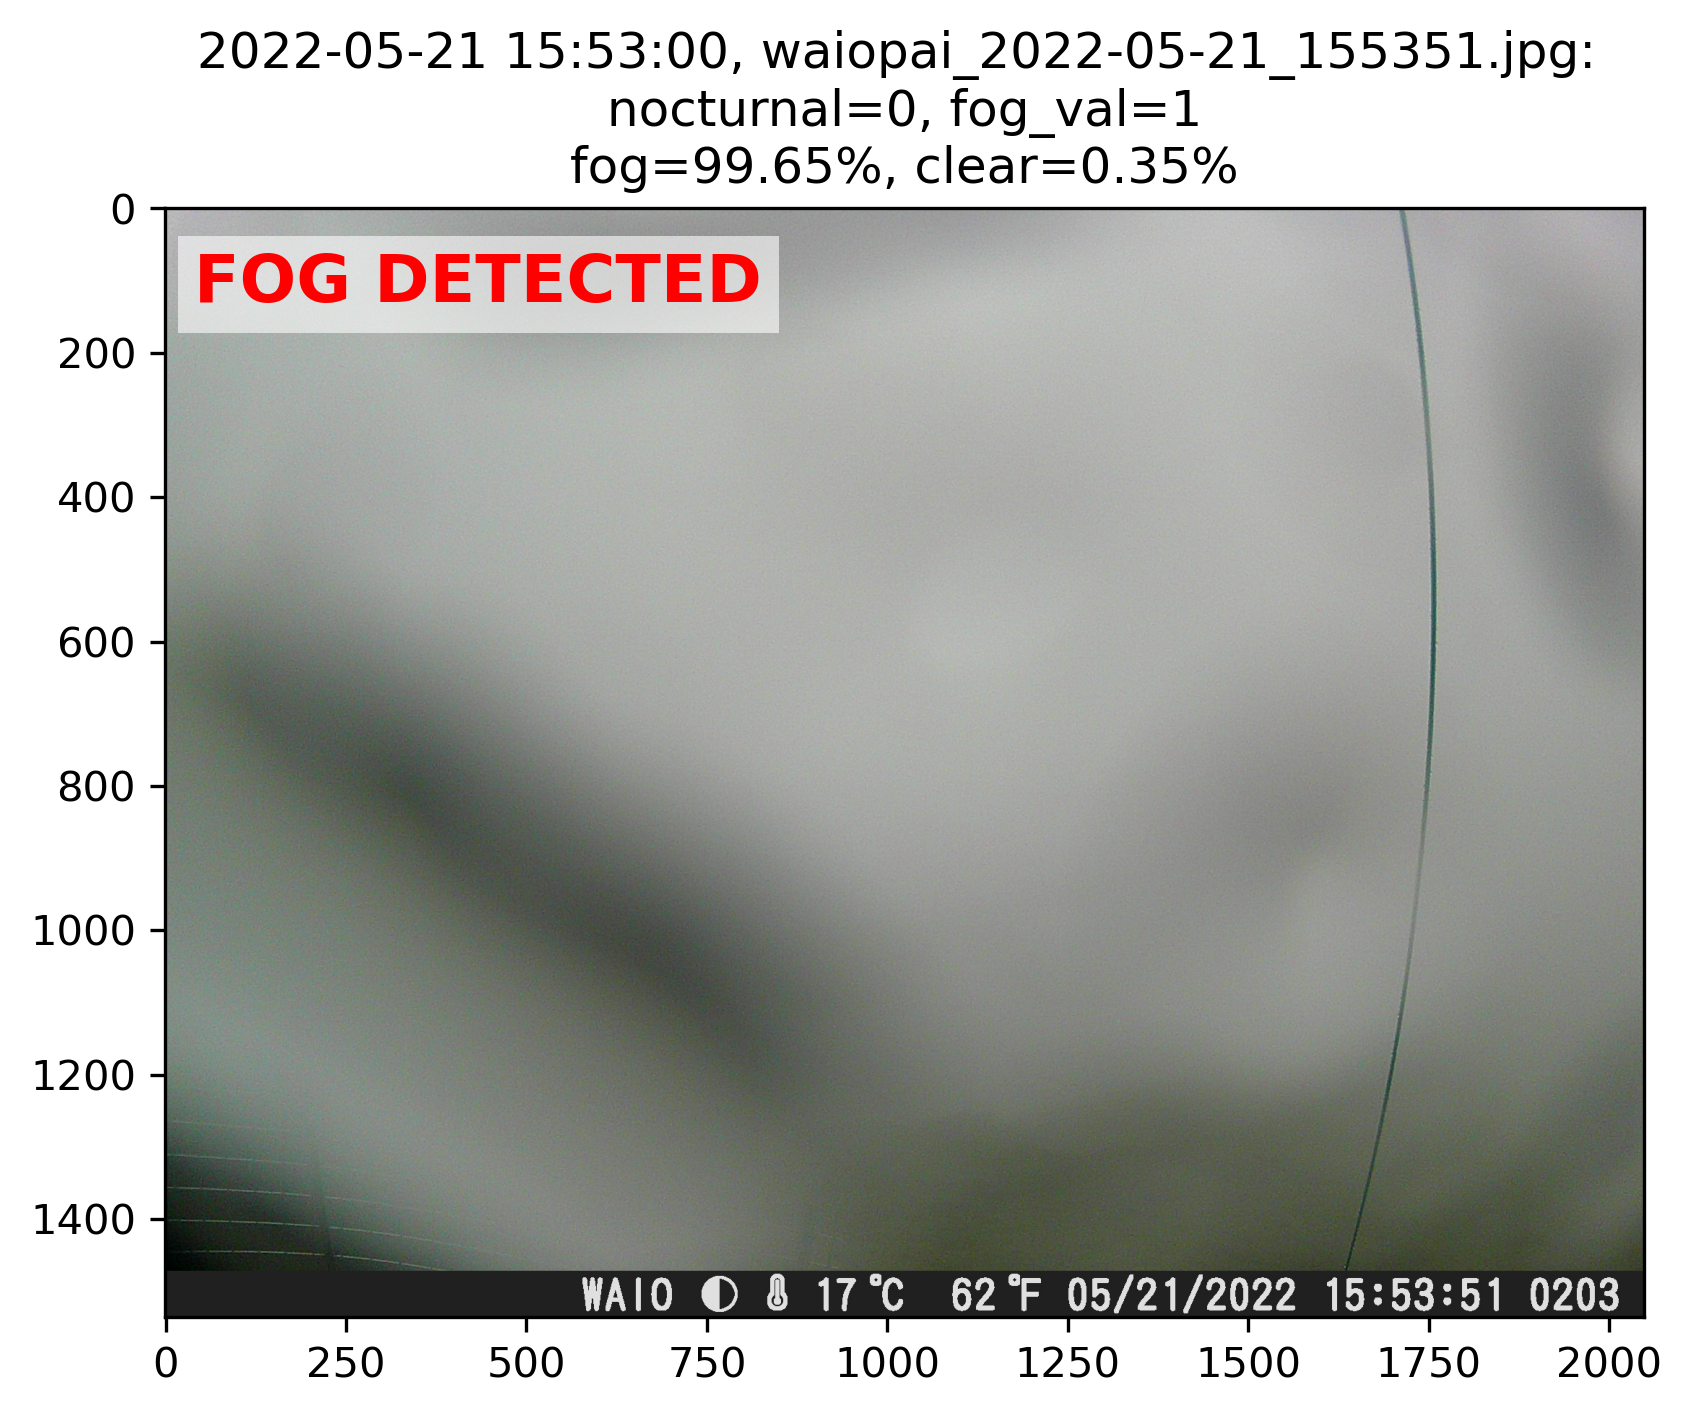 2022-05-21 15:53:00, waiopai_2022-05-21_155351.jpg:
nocturnal=0, fog_val=1
fog=99.65%, clear=0.35%
FOG DETECTED
0
200
400
600
800
1000
1200
1400
WAIO 17°C 62°F 05/21/2022 15:53:51 0203
0 250 500 750 1000 1250 1500 1750 2000